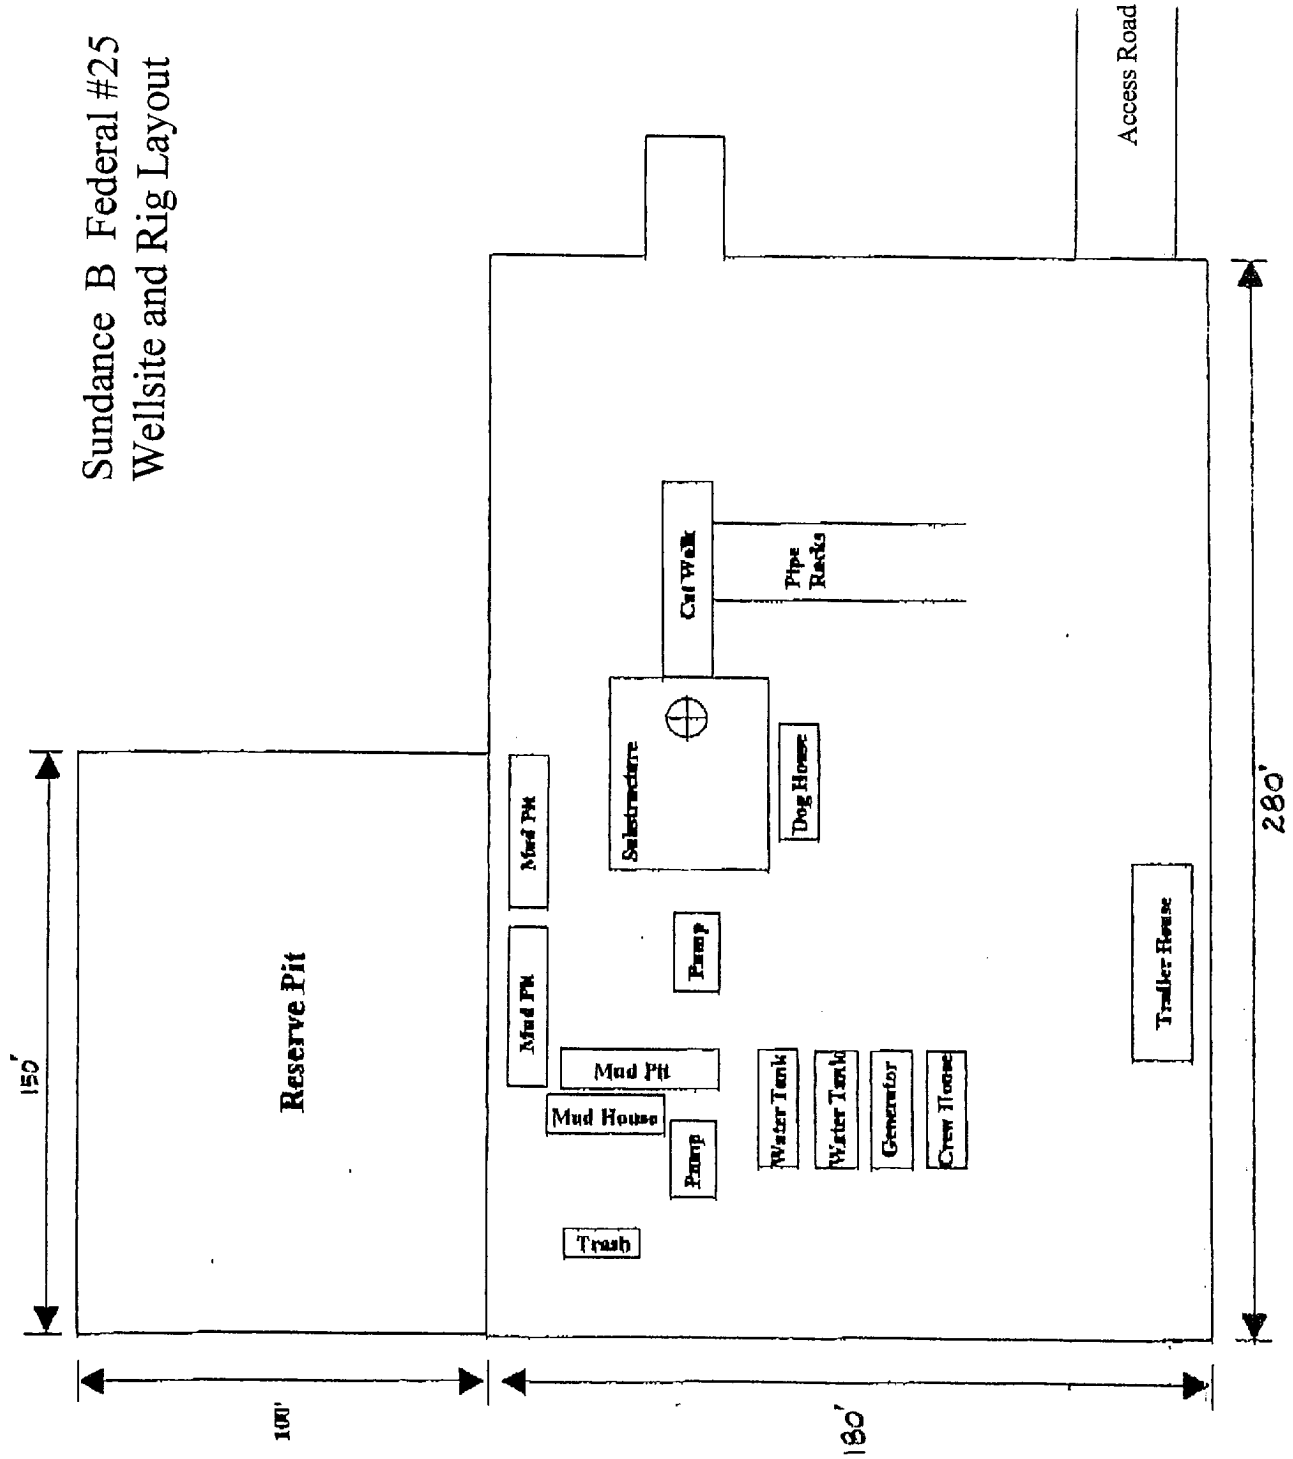 Sundance B Federal #25
Wellsite and Rig Layout
150'
100'
Reserve Pit
Mud Pit
Mud Pit
Mud Pit
Mud House
Pump
Pump
Trash
Substructure
Cat Walk
Pipe
Racks
Dog House
Water Tank
Water Tank
Generator
Crew House
Trailer House
Access Road
180'
280'